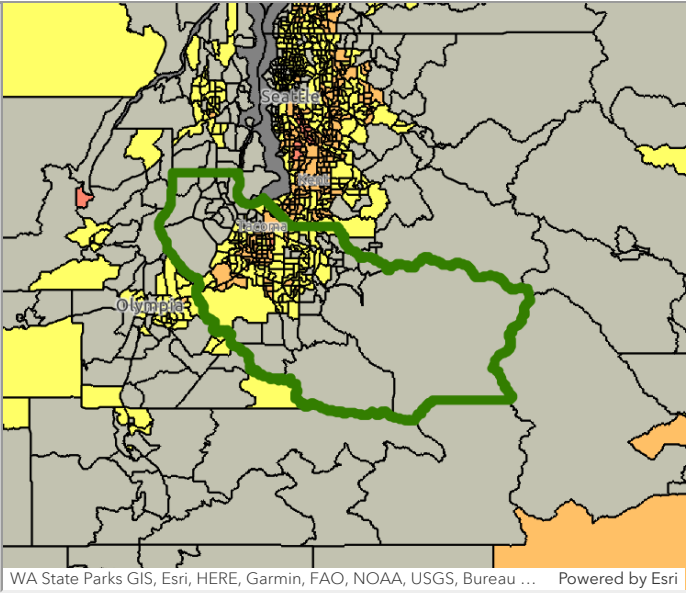 Seattle
Kent
Tacoma
Olympia
WA State Parks GIS, Esri, HERE, Garmin, FAO, NOAA, USGS, Bureau … Powered by Esri